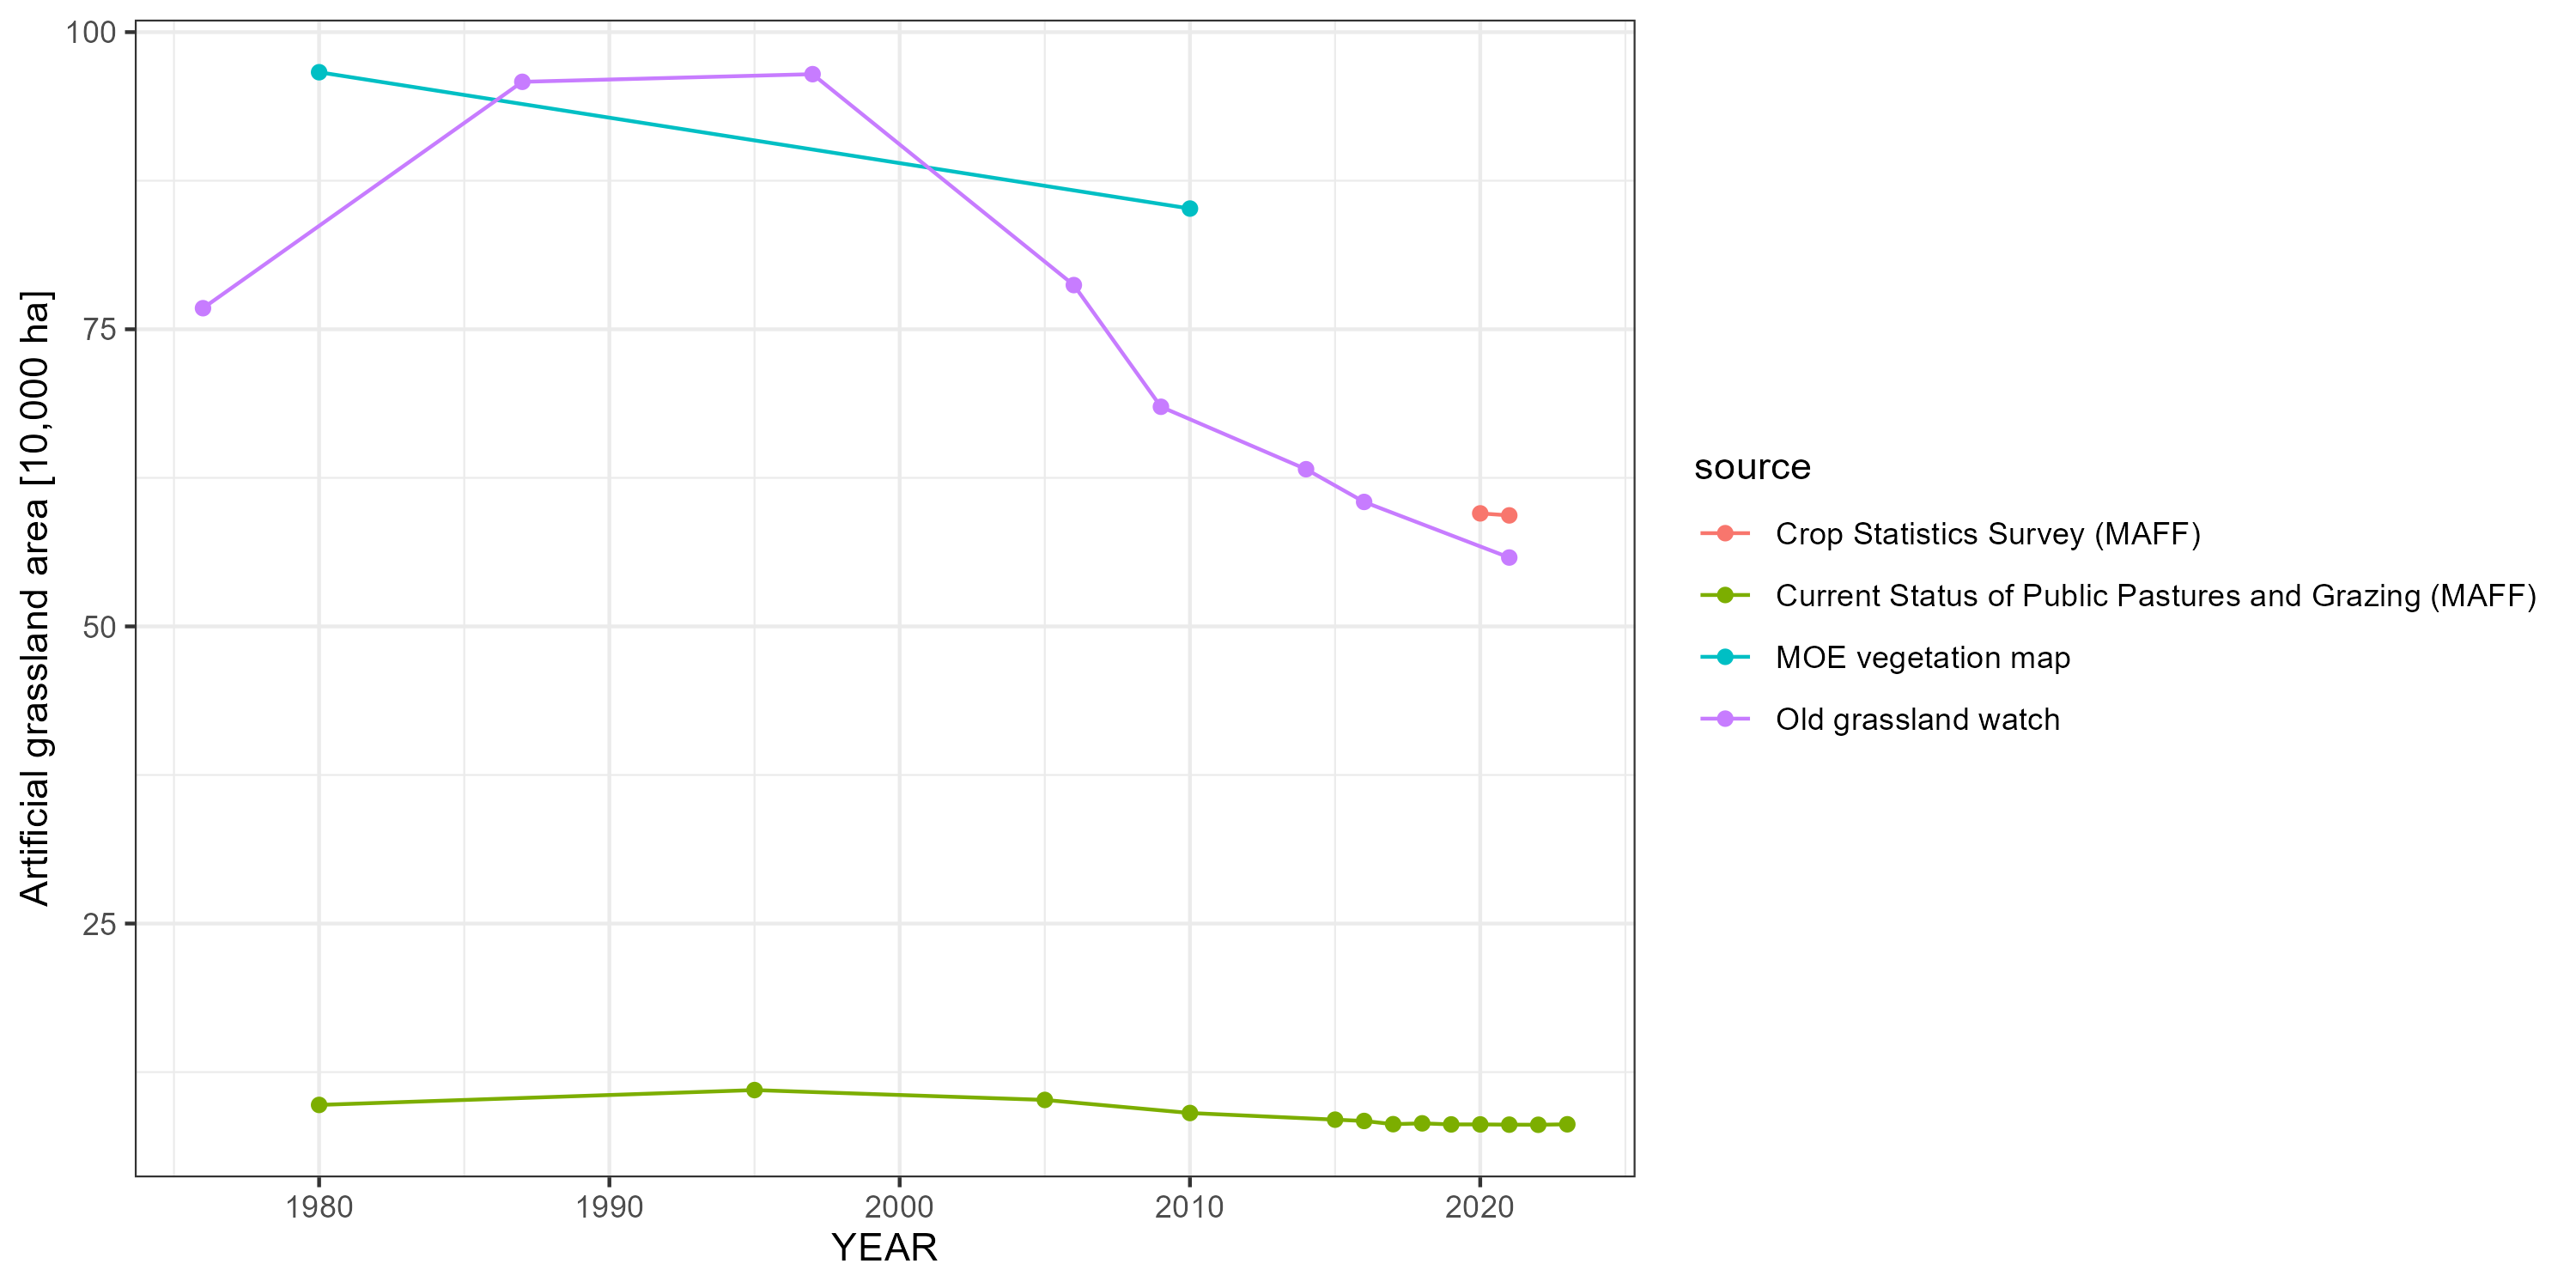 Artificial grassland area [10,000 ha]
100
75
50
25
1980 1990 2000 2010 2020
YEAR
source
Crop Statistics Survey (MAFF)
Current Status of Public Pastures and Grazing (MAFF)
MOE vegetation map
Old grassland watch